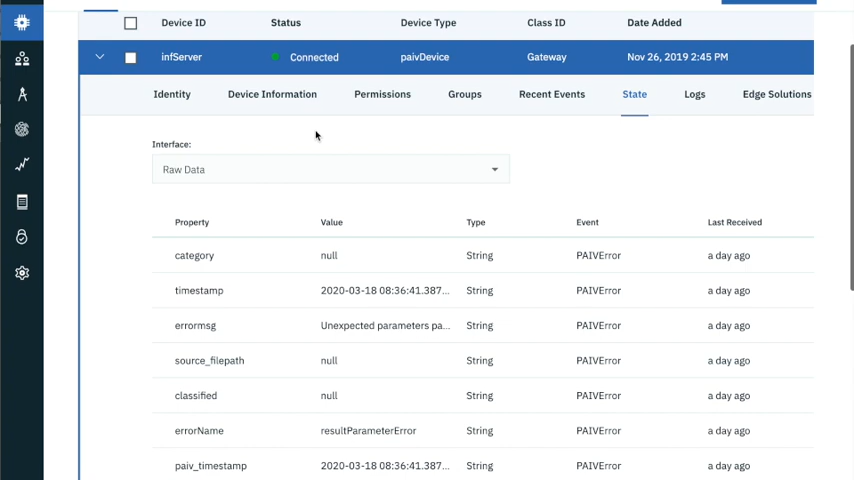 Device ID Status Device Type Class ID Date Added
infServer Connected paivDevice Gateway Nov 26, 2019 2:45 PM
Identity Device Information Permissions Groups Recent Events State Logs Edge Solutions
Interface:
Raw Data
Property Value Type Event Last Received
category null String PAIVError a day ago
timestamp 2020-03-18 08:36:41.387... String PAIVError a day ago
errormsg Unexpected parameters pa... String PAIVError a day ago
source_filepath null String PAIVError a day ago
classified null String PAIVError a day ago
errorName resultParameterError String PAIVError a day ago
paiv_timestamp 2020-03-18 08:36:41.387... String PAIVError a day ago